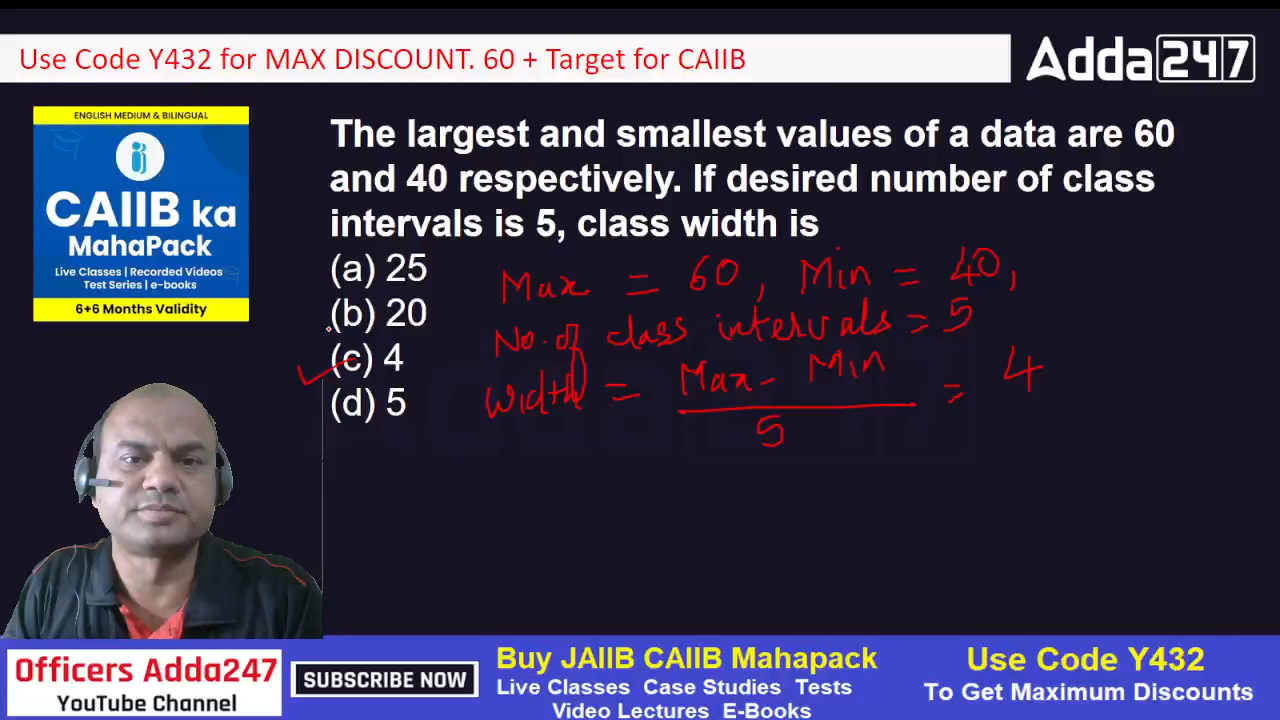 Use Code Y432 for MAX DISCOUNT. 60 + Target for CAIIB
Adda247
ENGLISH MEDIUM & BILINGUAL
CAIIB ka
MahaPack
Live Classes | Recorded Videos
Test Series | e-books
6+6 Months Validity
The largest and smallest values of a data are 60
and 40 respectively. If desired number of class
intervals is 5, class width is
(a) 25
(b) 20
(c) 4
(d) 5
Max = 60, Min = 40,
No. of class intervals = 5
Width = Max - Min = 4
5
Officers Adda247
YouTube Channel
SUBSCRIBE NOW
Buy JAIIB CAIIB Mahapack
Live Classes Case Studies Tests
Video Lectures E-Books
Use Code Y432
To Get Maximum Discounts